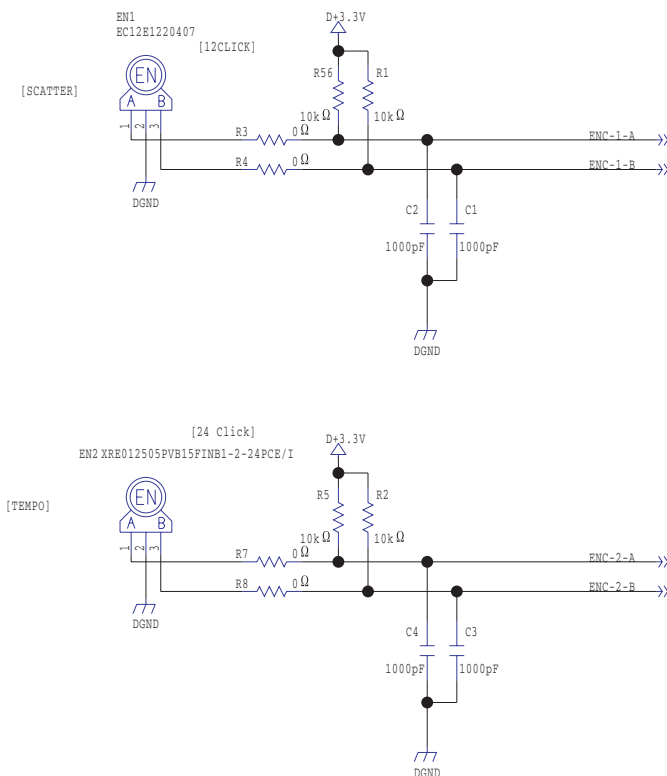 EN1
EC12E1220407
[12CLICK]
D+3.3V
EN
[SCATTER]
R56 R1
A B
10kΩ 10kΩ
1 2 3
R3 0Ω
ENC-1-A
R4 0Ω
ENC-1-B
DGND
C2 C1
1000pF 1000pF
DGND
[24 Click]
D+3.3V
EN2 XRE012505PVB15FINB1-2-24PCE/I
EN
[TEMPO]
R5 R2
A B
10kΩ 10kΩ
1 2 3
R7 0Ω
ENC-2-A
R8 0Ω
ENC-2-B
DGND
C4 C3
1000pF 1000pF
DGND